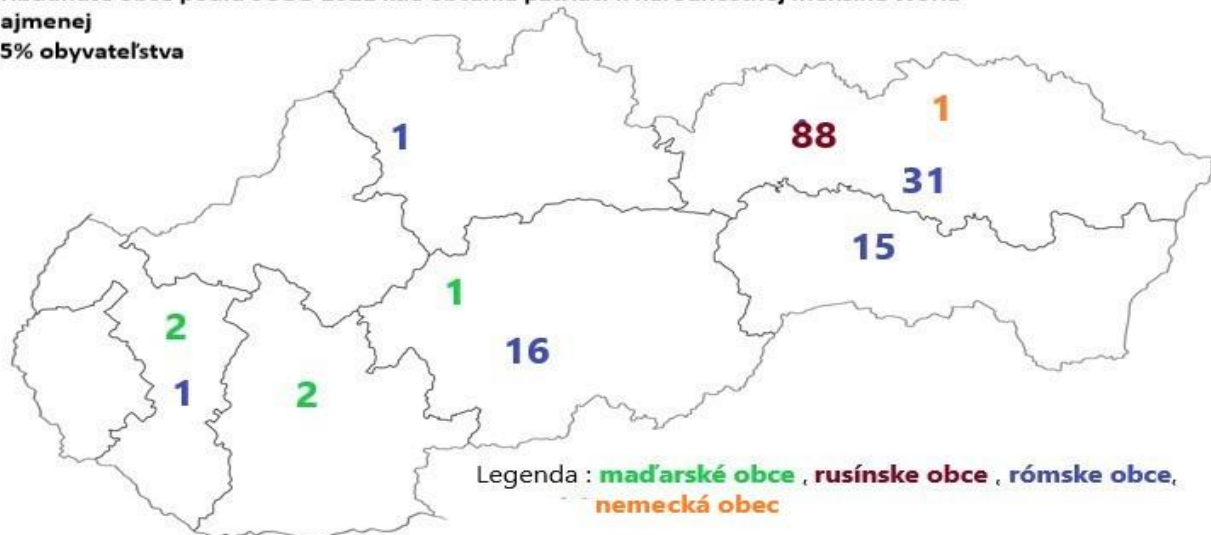 ajmenej
5% obyvateľstva
1
88
1
31
15
1
2
16
1
2
Legenda : maďarské obce , rusínske obce , rómske obce,
nemecká obec